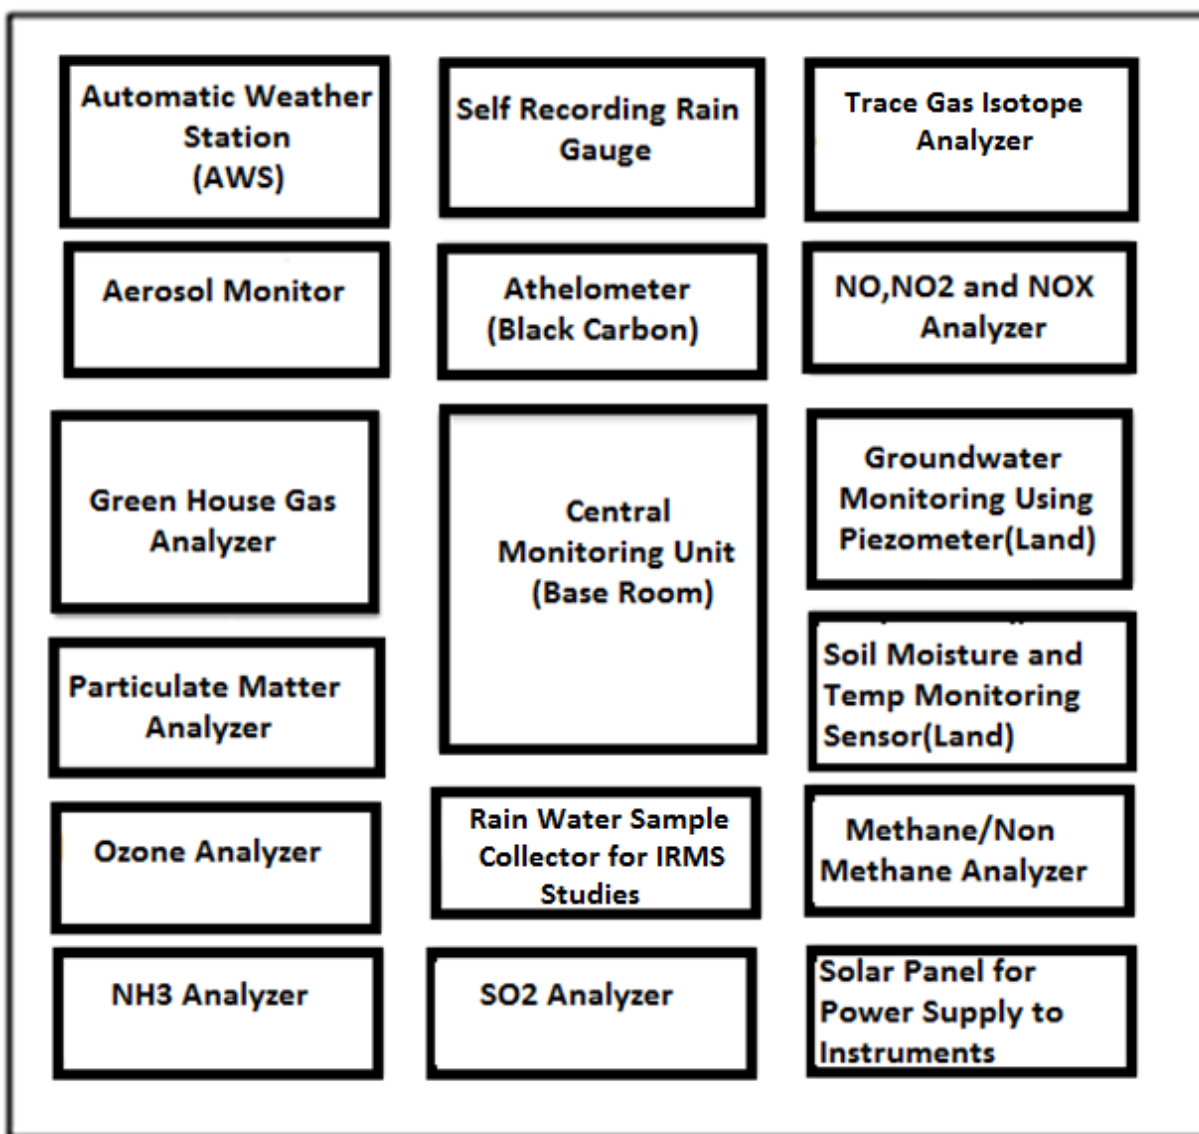 Automatic Weather
Station
(AWS)
Self Recording Rain
Gauge
Trace Gas Isotope
Analyzer
Aerosol Monitor
Athelometer
(Black Carbon)
NO,NO2 and NOX
Analyzer
Green House Gas
Analyzer
Central
Monitoring Unit
(Base Room)
Groundwater
Monitoring Using
Piezometer(Land)
Soil Moisture and
Temp Monitoring
Sensor(Land)
Particulate Matter
Analyzer
Ozone Analyzer
Rain Water Sample
Collector for IRMS
Studies
Methane/Non
Methane Analyzer
NH3 Analyzer
SO2 Analyzer
Solar Panel for
Power Supply to
Instruments